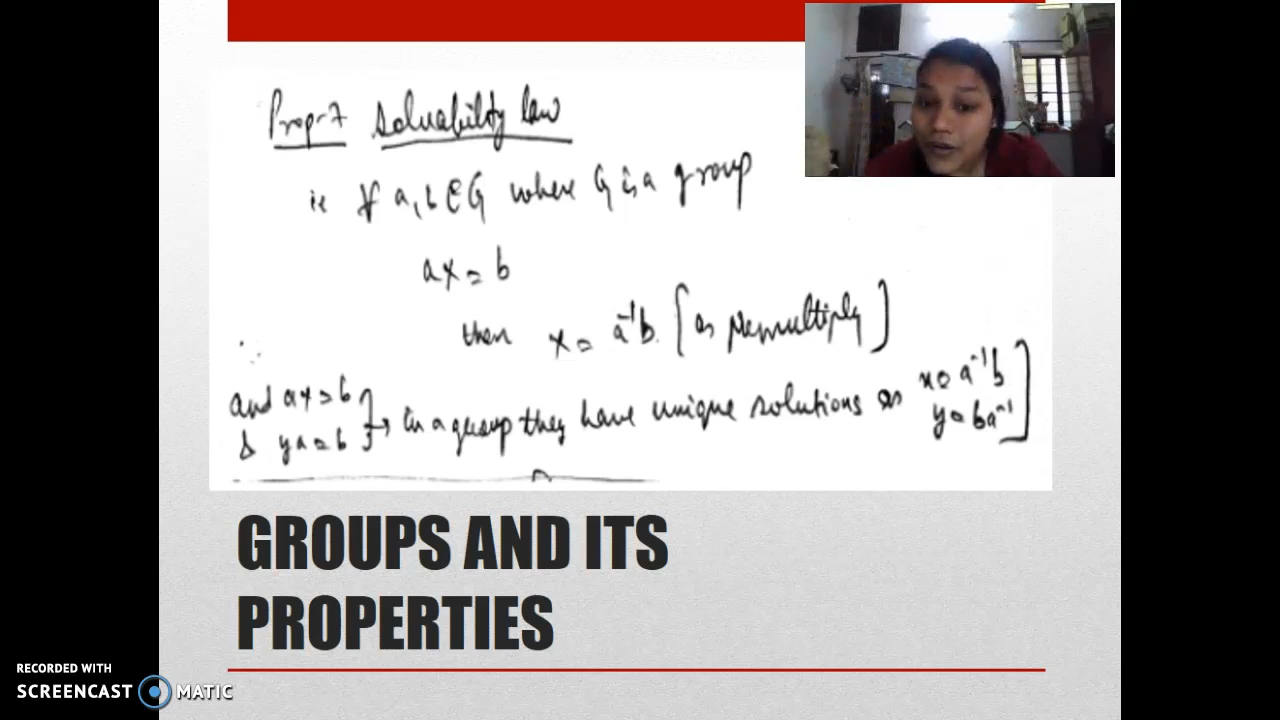 Prop-7 Solvability law
ie If a, b ∈ G where G is a group
ax = b
then x = a⁻¹b. [as premultiply]
∵
and ax = b
& ya = b } → In a group they have unique solutions as x = a⁻¹b
y = ba⁻¹ ]
GROUPS AND ITS
PROPERTIES
RECORDED WITH
SCREENCAST MATIC